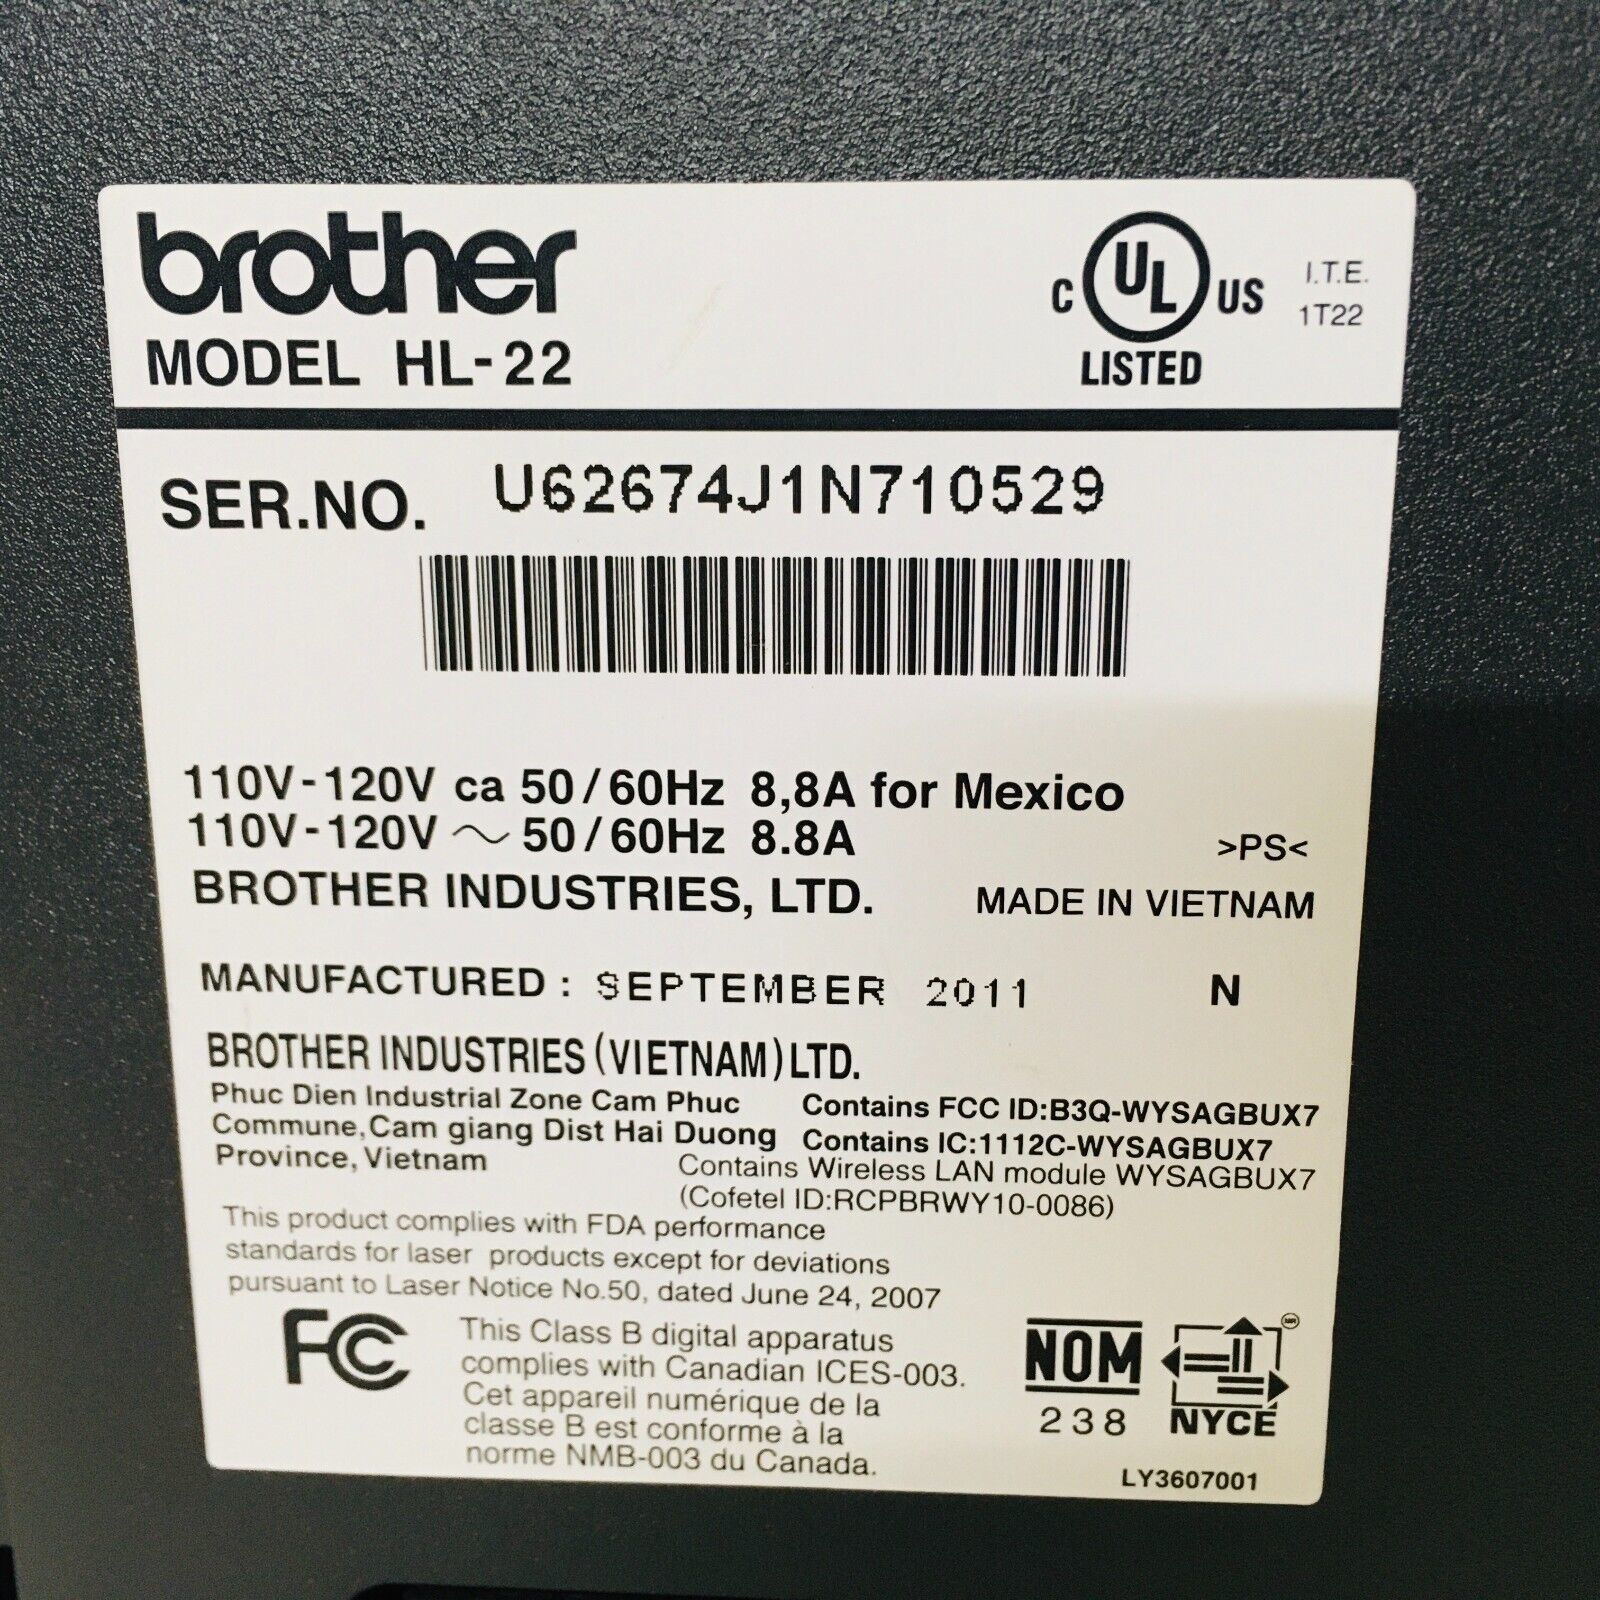 brother
MODEL HL-22
C UL US
LISTED
I.T.E.
1T22
SER.NO. U62674J1N710529
110V-120V ca 50/60Hz 8,8A for Mexico
110V-120V ~ 50/60Hz 8.8A
>PS<
BROTHER INDUSTRIES, LTD. MADE IN VIETNAM
MANUFACTURED : SEPTEMBER 2011 N
BROTHER INDUSTRIES (VIETNAM) LTD.
Phuc Dien Industrial Zone Cam Phuc
Commune, Cam giang Dist Hai Duong
Province, Vietnam
Contains FCC ID:B3Q-WYSAGBUX7
Contains IC:1112C-WYSAGBUX7
Contains Wireless LAN module WYSAGBUX7
(Cofetel ID:RCPBRWY10-0086)
This product complies with FDA performance
standards for laser products except for deviations
pursuant to Laser Notice No.50, dated June 24, 2007
FC
This Class B digital apparatus
complies with Canadian ICES-003.
Cet appareil numérique de la
classe B est conforme à la
norme NMB-003 du Canada.
NOM
238
NYCE
LY3607001